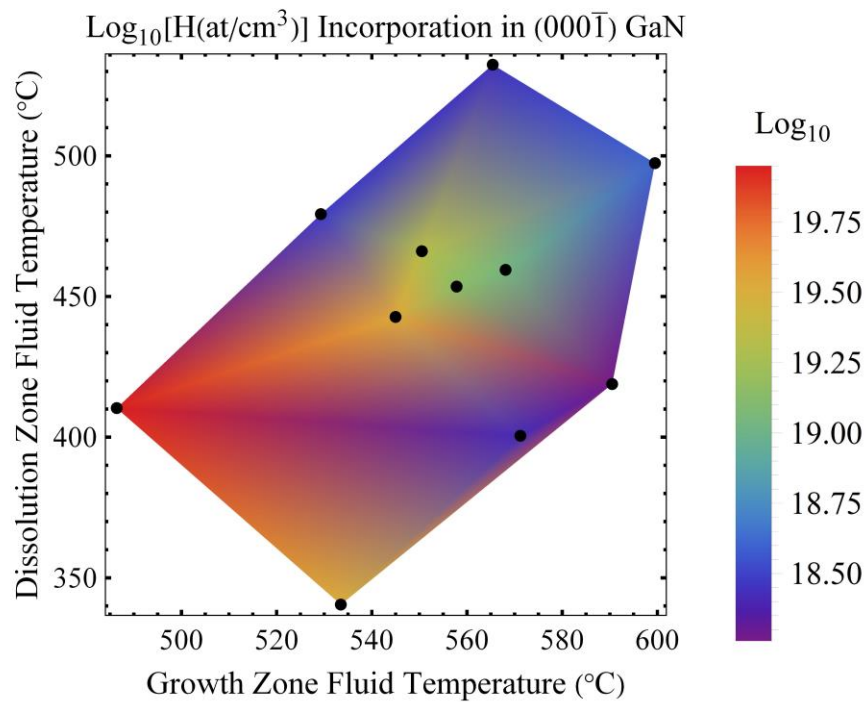 Log₁₀[H(at/cm³)] Incorporation in (0001̄) GaN
Dissolution Zone Fluid Temperature (°C)
500
450
400
350
500 520 540 560 580 600
Growth Zone Fluid Temperature (°C)
Log₁₀
19.75
19.50
19.25
19.00
18.75
18.50